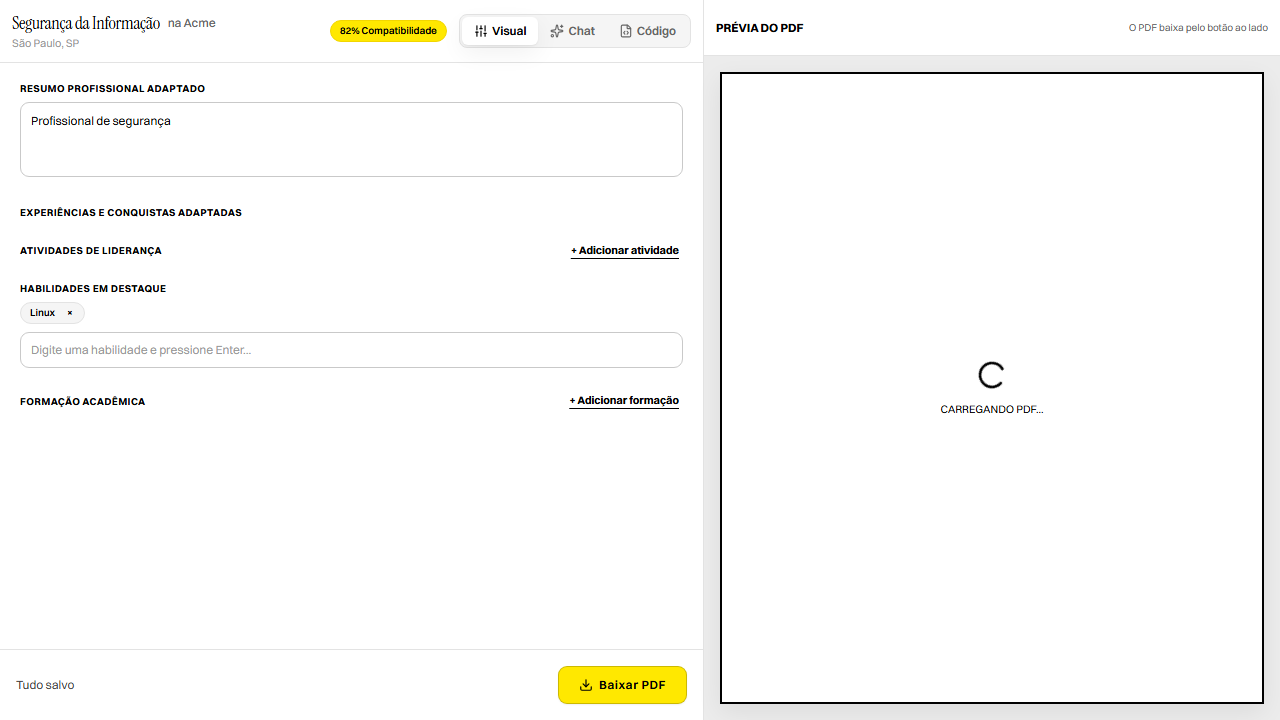 Segurança da Informação na Acme
São Paulo, SP
82% Compatibilidade
Visual
Chat
Código
RESUMO PROFISSIONAL ADAPTADO
Profissional de segurança
EXPERIÊNCIAS E CONQUISTAS ADAPTADAS
ATIVIDADES DE LIDERANÇA
+ Adicionar atividade
HABILIDADES EM DESTAQUE
Linux ×
Digite uma habilidade e pressione Enter...
FORMAÇÃO ACADÊMICA
+ Adicionar formação
Tudo salvo
Baixar PDF
PRÉVIA DO PDF
O PDF baixa pelo botão ao lado
CARREGANDO PDF...